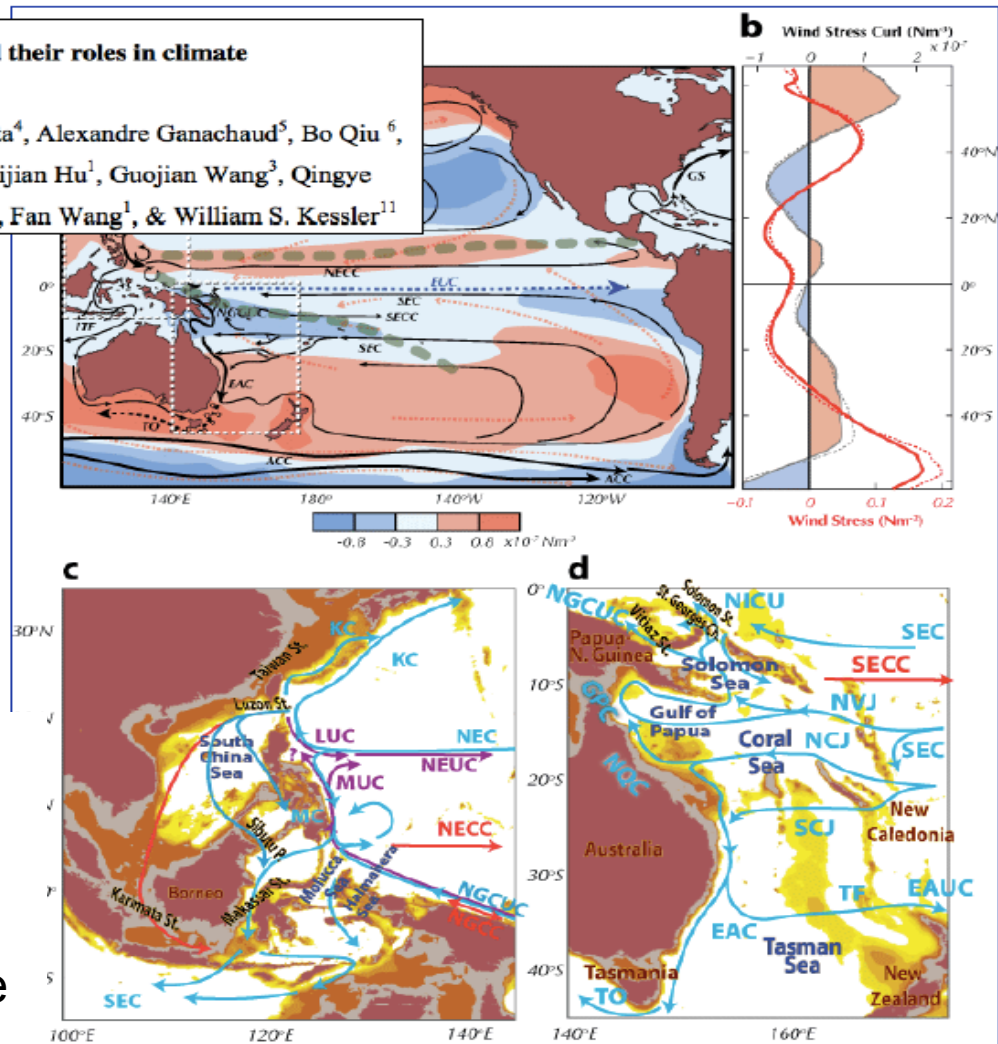 d their roles in climate
ta⁴, Alexandre Ganachaud⁵, Bo Qiu ⁶,
ijian Hu¹, Guojian Wang³, Qingye
, Fan Wang¹, & William S. Kessler¹¹
b
Wind Stress Curl (Nm⁻³)
x10⁻⁷
-1 0 1 2
GS
40°N
20°N
NECC
0°
EUC
0°
SEC
NGCUC
SECC
ITF
SEC
20°S
20°S
EAC
40°S
TO
40°S
ACC
ACC
140°E 180° 140°W 120°W
-0.1 0 0.1 0.2
Wind Stress (Nm⁻²)
-0.8 -0.3 0.3 0.8 x10⁻⁷ Nm⁻³
c
30°N
KC
KC
Taiwan St.
Luzon St.
South
China
Sea
LUC
?
NEC
NEUC
MUC
MC
NECC
Sibutu P.
Makassar St.
Molucca
Sea
Halmahera
Sea
Borneo
Karimata St.
NGCUC
NGCC
S
SEC
e
100°E 120°E 140°E
d
0°
NGCUC
Vitiaz St.
St. Georges Ch.
Solomon St.
NICU
SEC
Papua
N. Guinea
Solomon
Sea
SECC
10°S
GPC
Gulf of
Papua
NVJ
Coral
Sea
NCJ
SEC
20°S
NQC
New
Caledonia
SCJ
Australia
30°S
TF
EAUC
EAC
Tasman
Sea
40°S
Tasmania
New
Zealand
TO
140°E 160°E